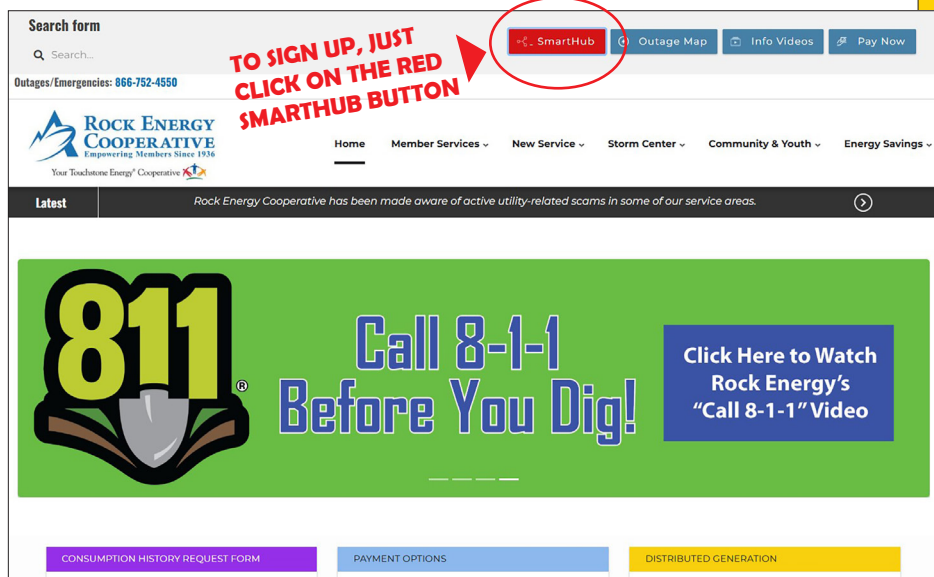 Search form
Search...
TO SIGN UP, JUST
CLICK ON THE RED
SMARTHUB BUTTON
SmartHub
Outage Map
Info Videos
Pay Now
Outages/Emergencies: 866-752-4550
ROCK ENERGY
COOPERATIVE
Empowering Members Since 1936
Your Touchstone Energy® Cooperative
Home Member Services New Service Storm Center Community & Youth Energy Savings
Latest
Rock Energy Cooperative has been made aware of active utility-related scams in some of our service areas.
811®
Call 8-1-1
Before You Dig!
Click Here to Watch
Rock Energy's
"Call 8-1-1" Video
CONSUMPTION HISTORY REQUEST FORM
PAYMENT OPTIONS
DISTRIBUTED GENERATION